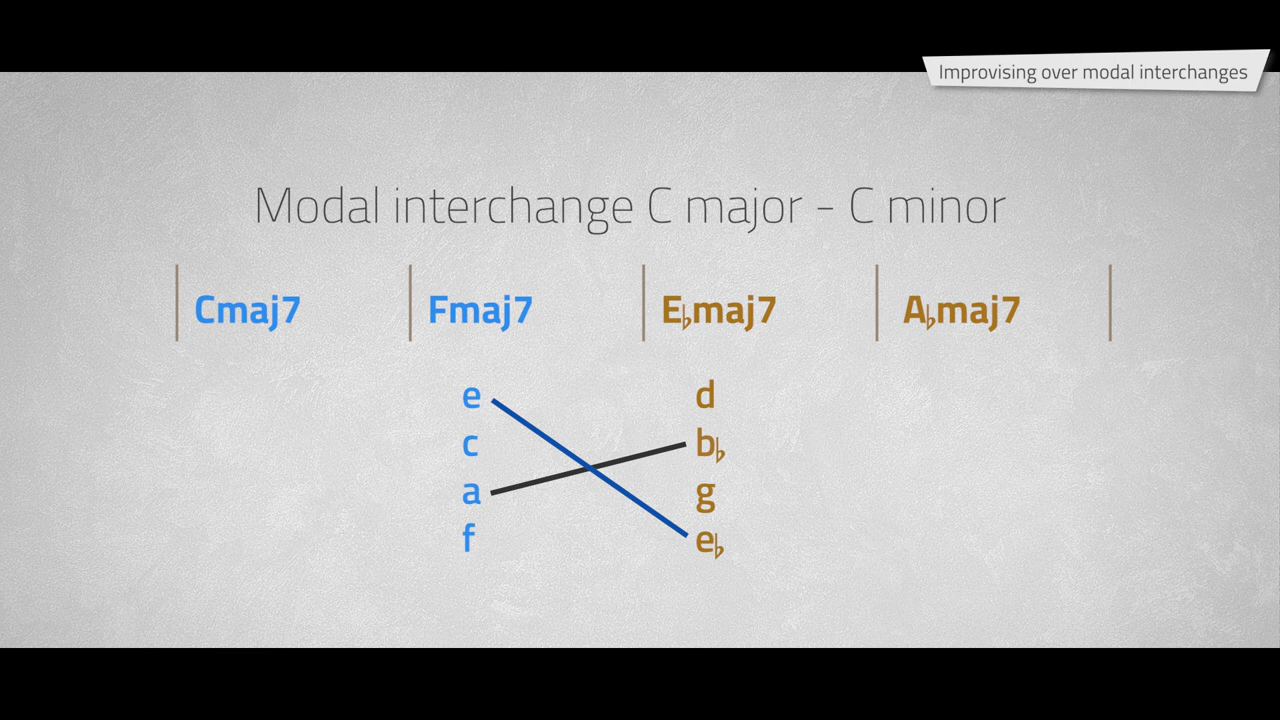 Improvising over modal interchanges
Modal interchange C major - C minor
Cmaj7 Fmaj7 E♭maj7 A♭maj7
e d
c b♭
a g
f e♭